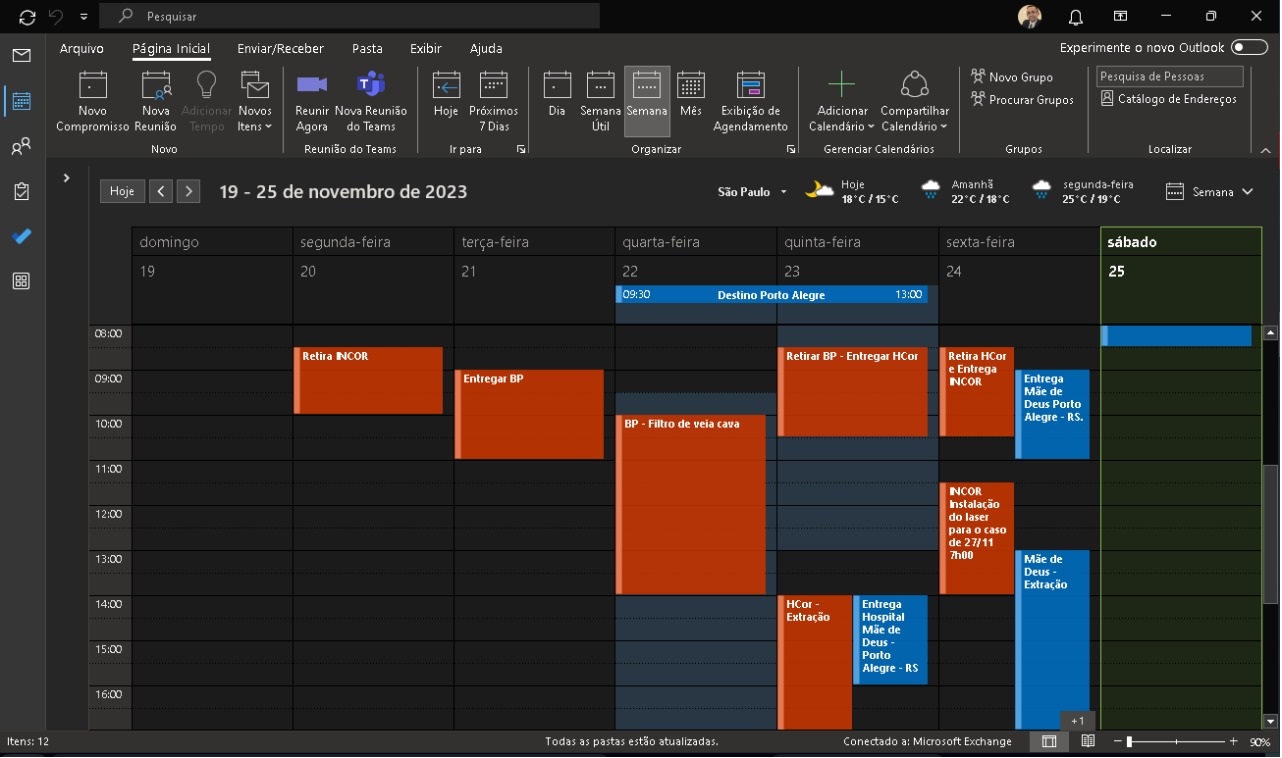 Pesquisar
Arquivo
Página Inicial
Enviar/Receber
Pasta
Exibir
Ajuda
Experimente o novo Outlook
Novo
Compromisso
Nova
Reunião
Adicionar
Tempo
Novos
Itens
Novo
Reunir
Agora
Nova Reunião
do Teams
Reunião do Teams
Hoje
Próximos
7 Dias
Ir para
Dia
Semana
Útil
Semana
Mês
Exibição de
Agendamento
Organizar
Adicionar
Calendário
Compartilhar
Calendário
Gerenciar Calendários
Novo Grupo
Procurar Grupos
Grupos
Pesquisa de Pessoas
Catálogo de Endereços
Localizar
Hoje
19 - 25 de novembro de 2023
São Paulo
Hoje
18°C / 15°C
Amanhã
22°C / 18°C
segunda-feira
25°C / 19°C
Semana
domingo
segunda-feira
terça-feira
quarta-feira
quinta-feira
sexta-feira
sábado
19
20
21
22
23
24
25
09:30 Destino Porto Alegre 13:00
08:00
09:00
10:00
11:00
12:00
13:00
14:00
15:00
16:00
Retira INCOR
Entregar BP
BP - Filtro de veia cava
Retirar BP - Entregar HCor
HCor -
Extração
Entrega
Hospital
Mãe de
Deus -
Porto
Alegre - RS
Retira HCor
e Entrega
INCOR
Entrega
Mãe de
Deus Porto
Alegre - RS.
INCOR
Instalação
do laser
para o caso
de 27/11
7h00
Mãe de
Deus -
Extração
+1
Itens: 12
Todas as pastas estão atualizadas.
Conectado a: Microsoft Exchange
90%